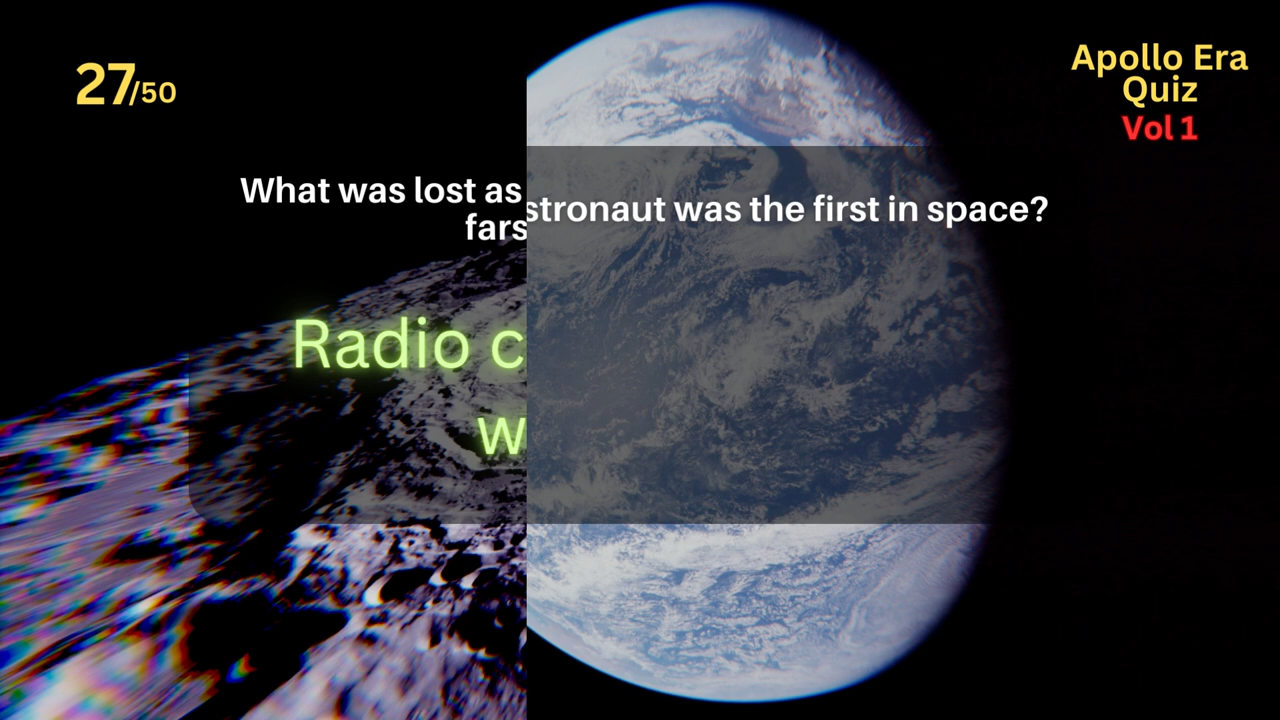 27/50
Apollo Era
Quiz
Vol 1
What was lost as
fars
stronaut was the first in space?
Radio c
w